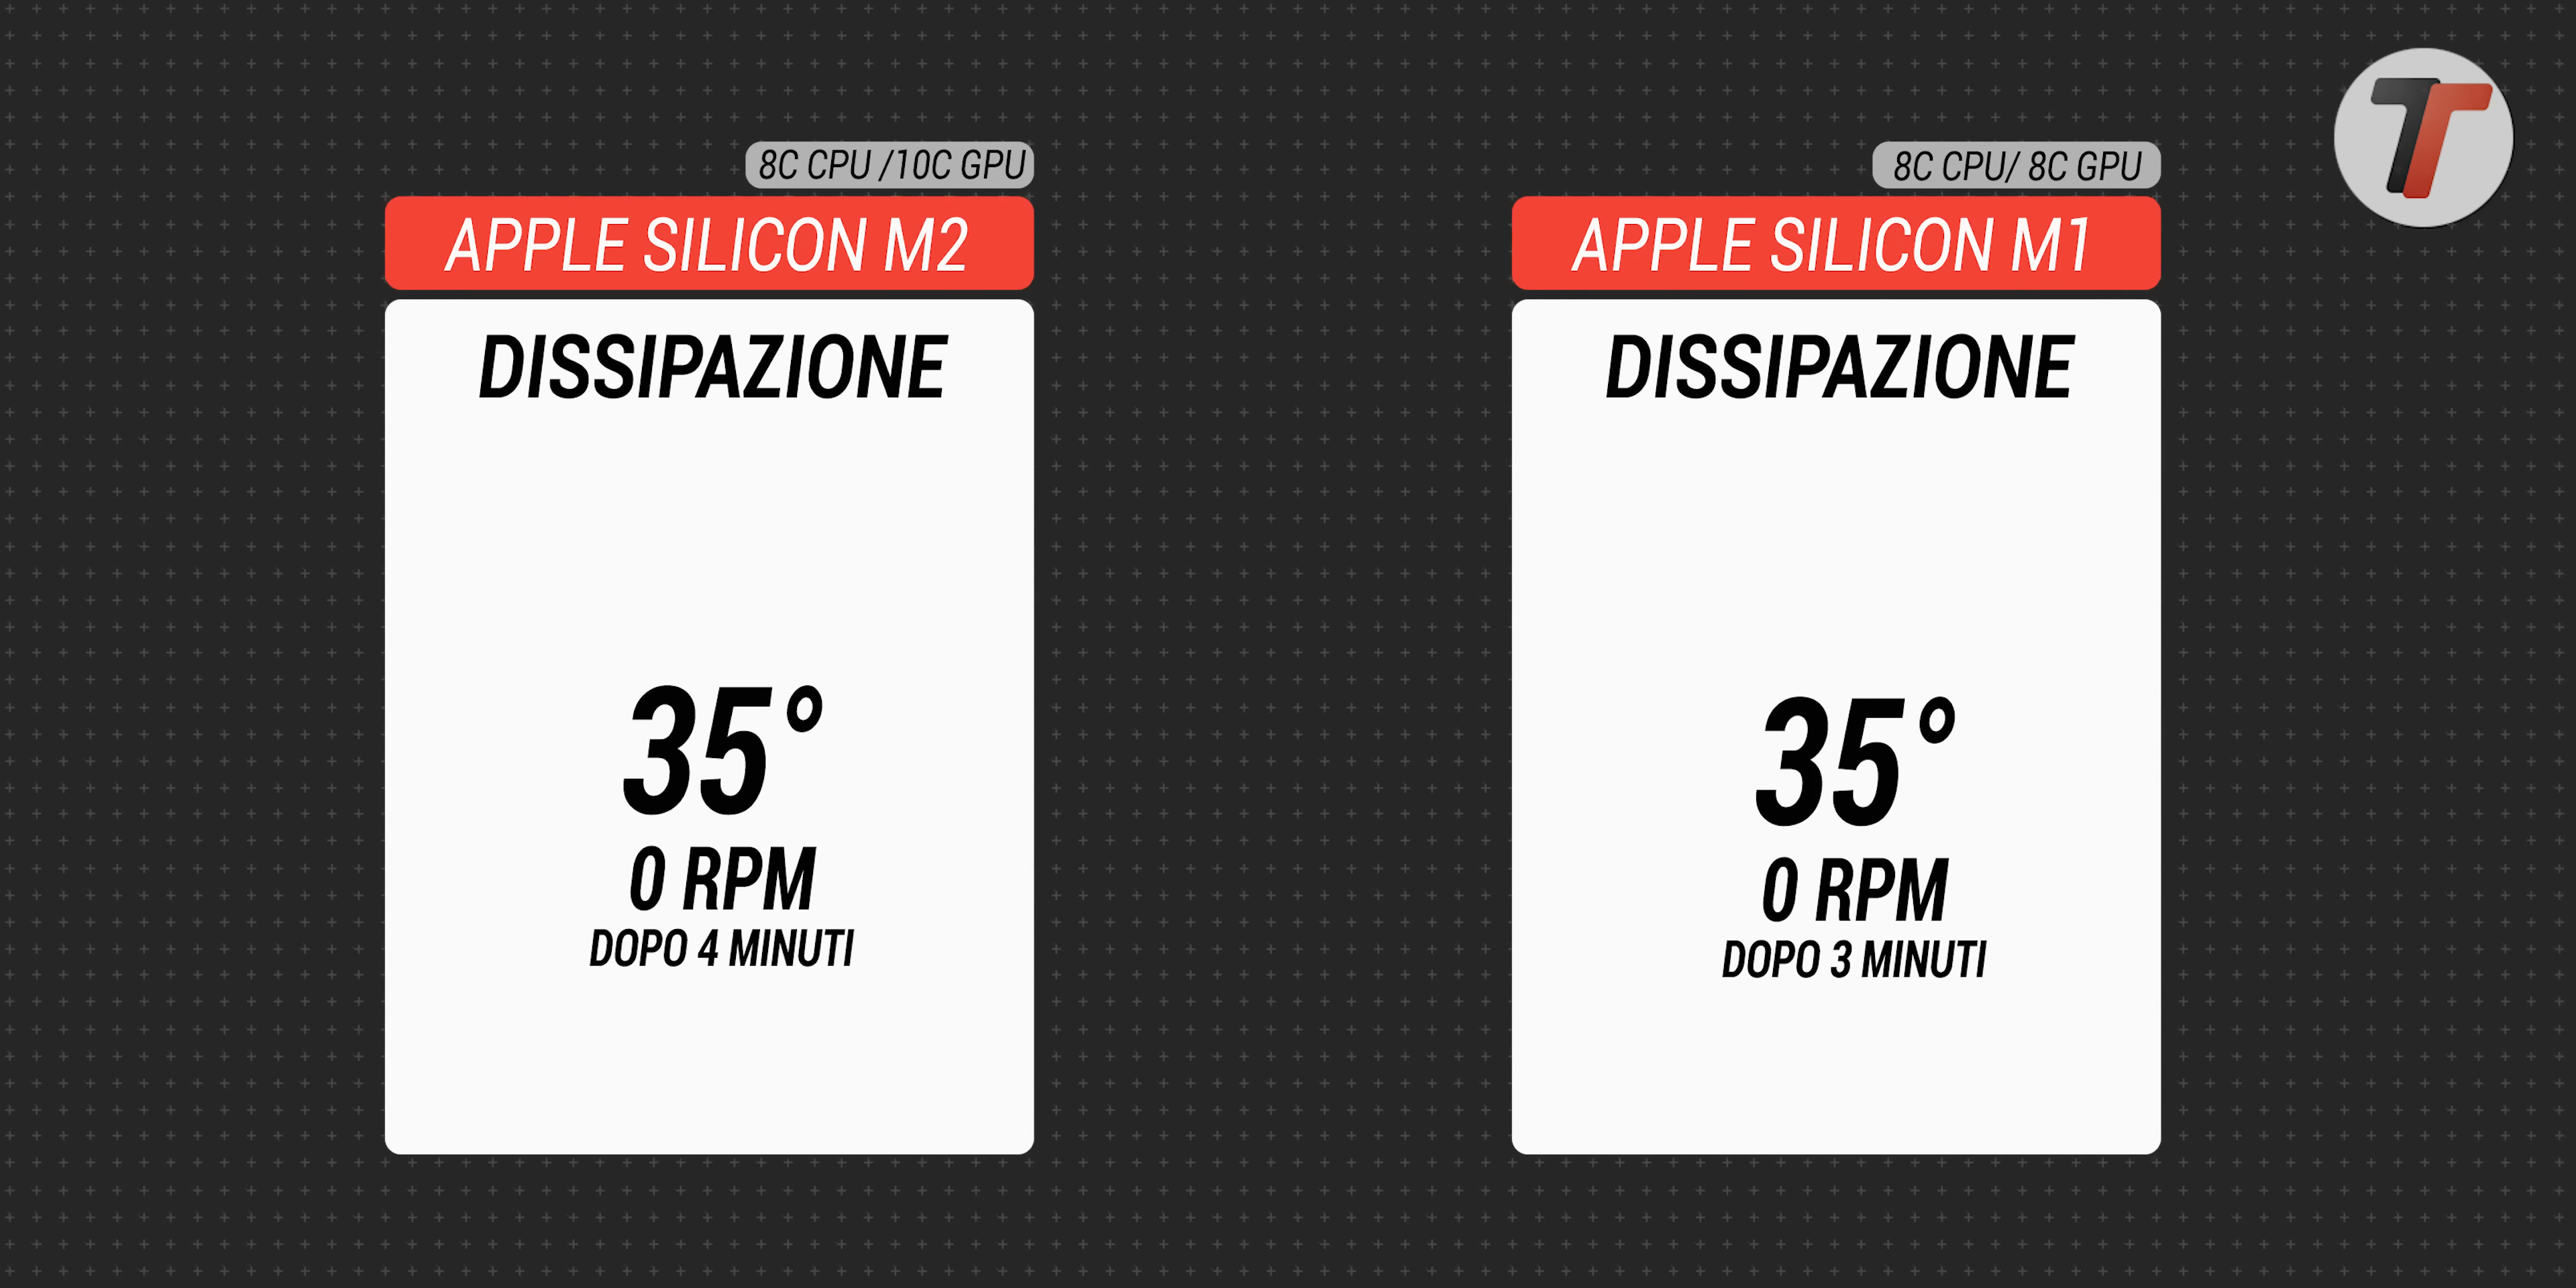 8C CPU /10C GPU
APPLE SILICON M2
DISSIPAZIONE
35°
0 RPM
DOPO 4 MINUTI
8C CPU/ 8C GPU
APPLE SILICON M1
DISSIPAZIONE
35°
0 RPM
DOPO 3 MINUTI
TT